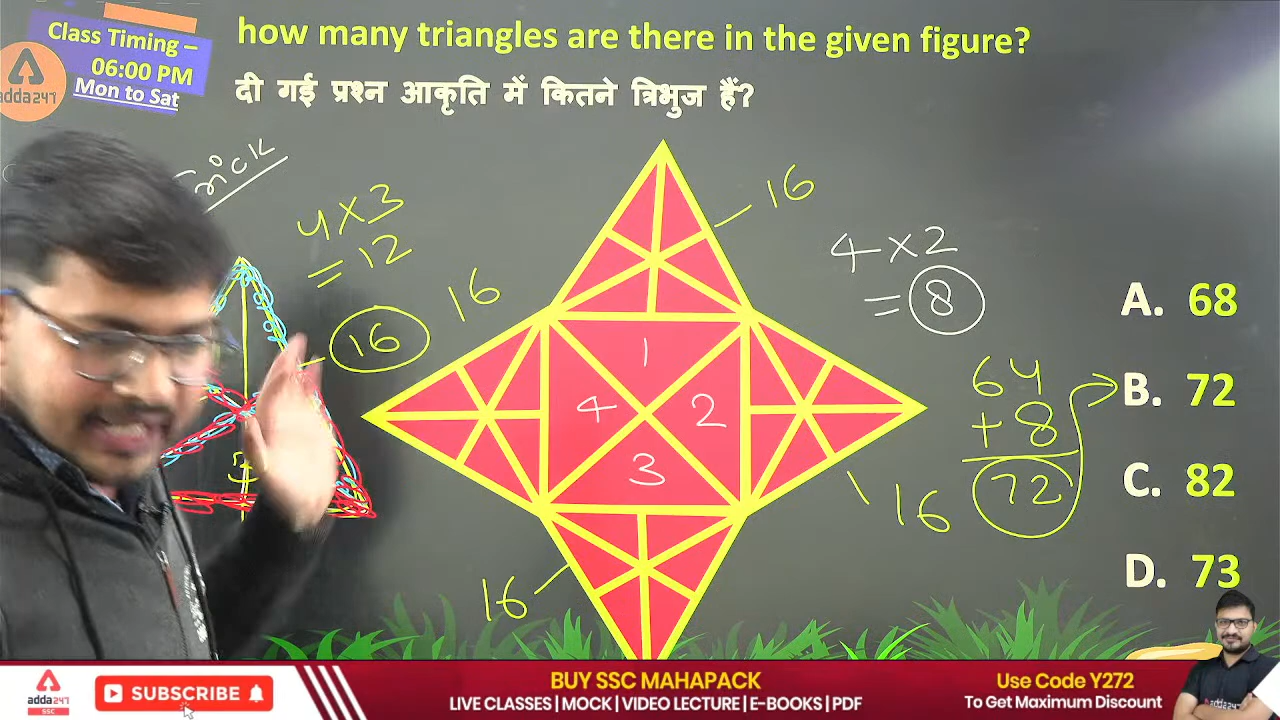 Class Timing –
06:00 PM
Mon to Sat
adda247
how many triangles are there in the given figure?
दी गई प्रश्न आकृति में कितने त्रिभुज हैं?
Trick
4 × 3
= 12
16
16
16
4 × 2
= 8
1
4
2
3
16
16
64
+ 8
72
A. 68
B. 72
C. 82
D. 73
adda247
SSC
SUBSCRIBE
BUY SSC MAHAPACK
LIVE CLASSES | MOCK | VIDEO LECTURE | E-BOOKS | PDF
Use Code Y272
To Get Maximum Discount